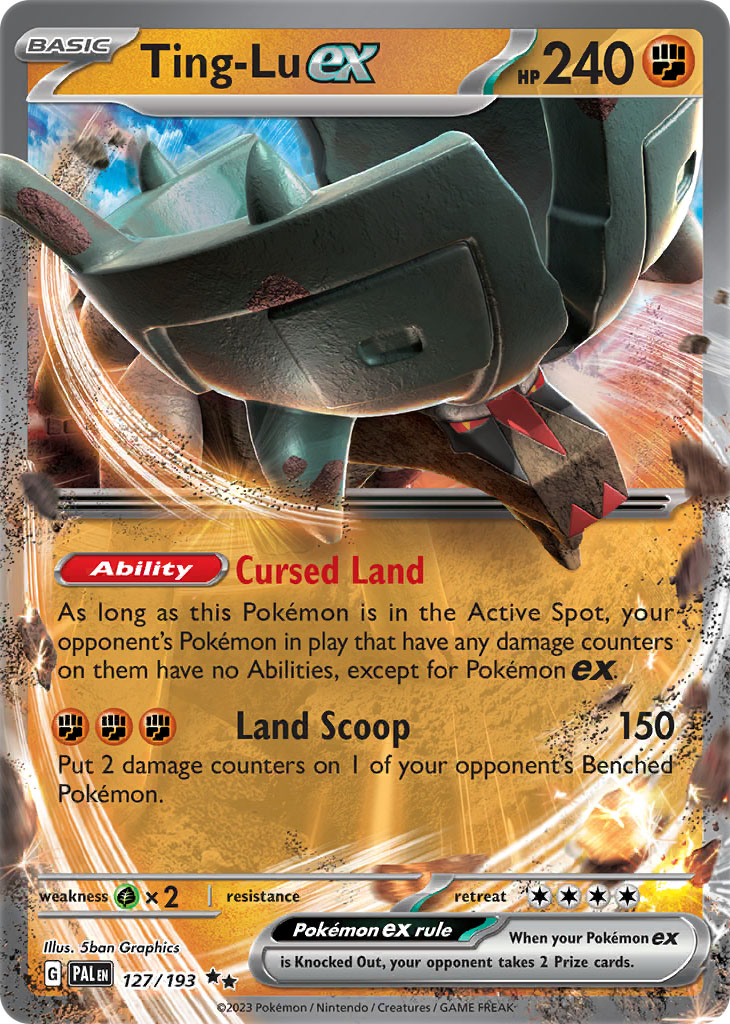 BASIC Ting-Lu ex HP 240
Ability Cursed Land
As long as this Pokémon is in the Active Spot, your
opponent's Pokémon in play that have any damage counters
on them have no Abilities, except for Pokémon ex.
Land Scoop 150
Put 2 damage counters on 1 of your opponent's Benched
Pokémon.
weakness ×2 resistance retreat
Illus. 5ban Graphics
Pokémon ex rule When your Pokémon ex
is Knocked Out, your opponent takes 2 Prize cards.
G PAL EN 127/193
©2023 Pokémon / Nintendo / Creatures / GAME FREAK